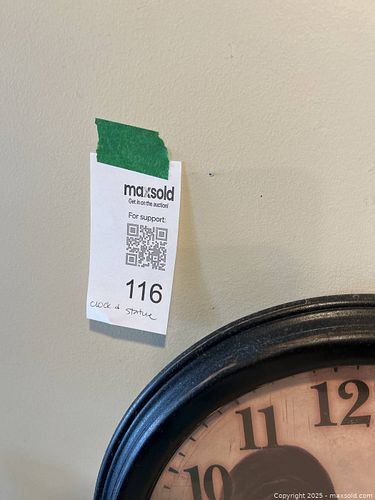 maxsold
Get in on the auction!
For support:
116
clock & statue
12
11
10
Copyright 2025 - maxsold.com